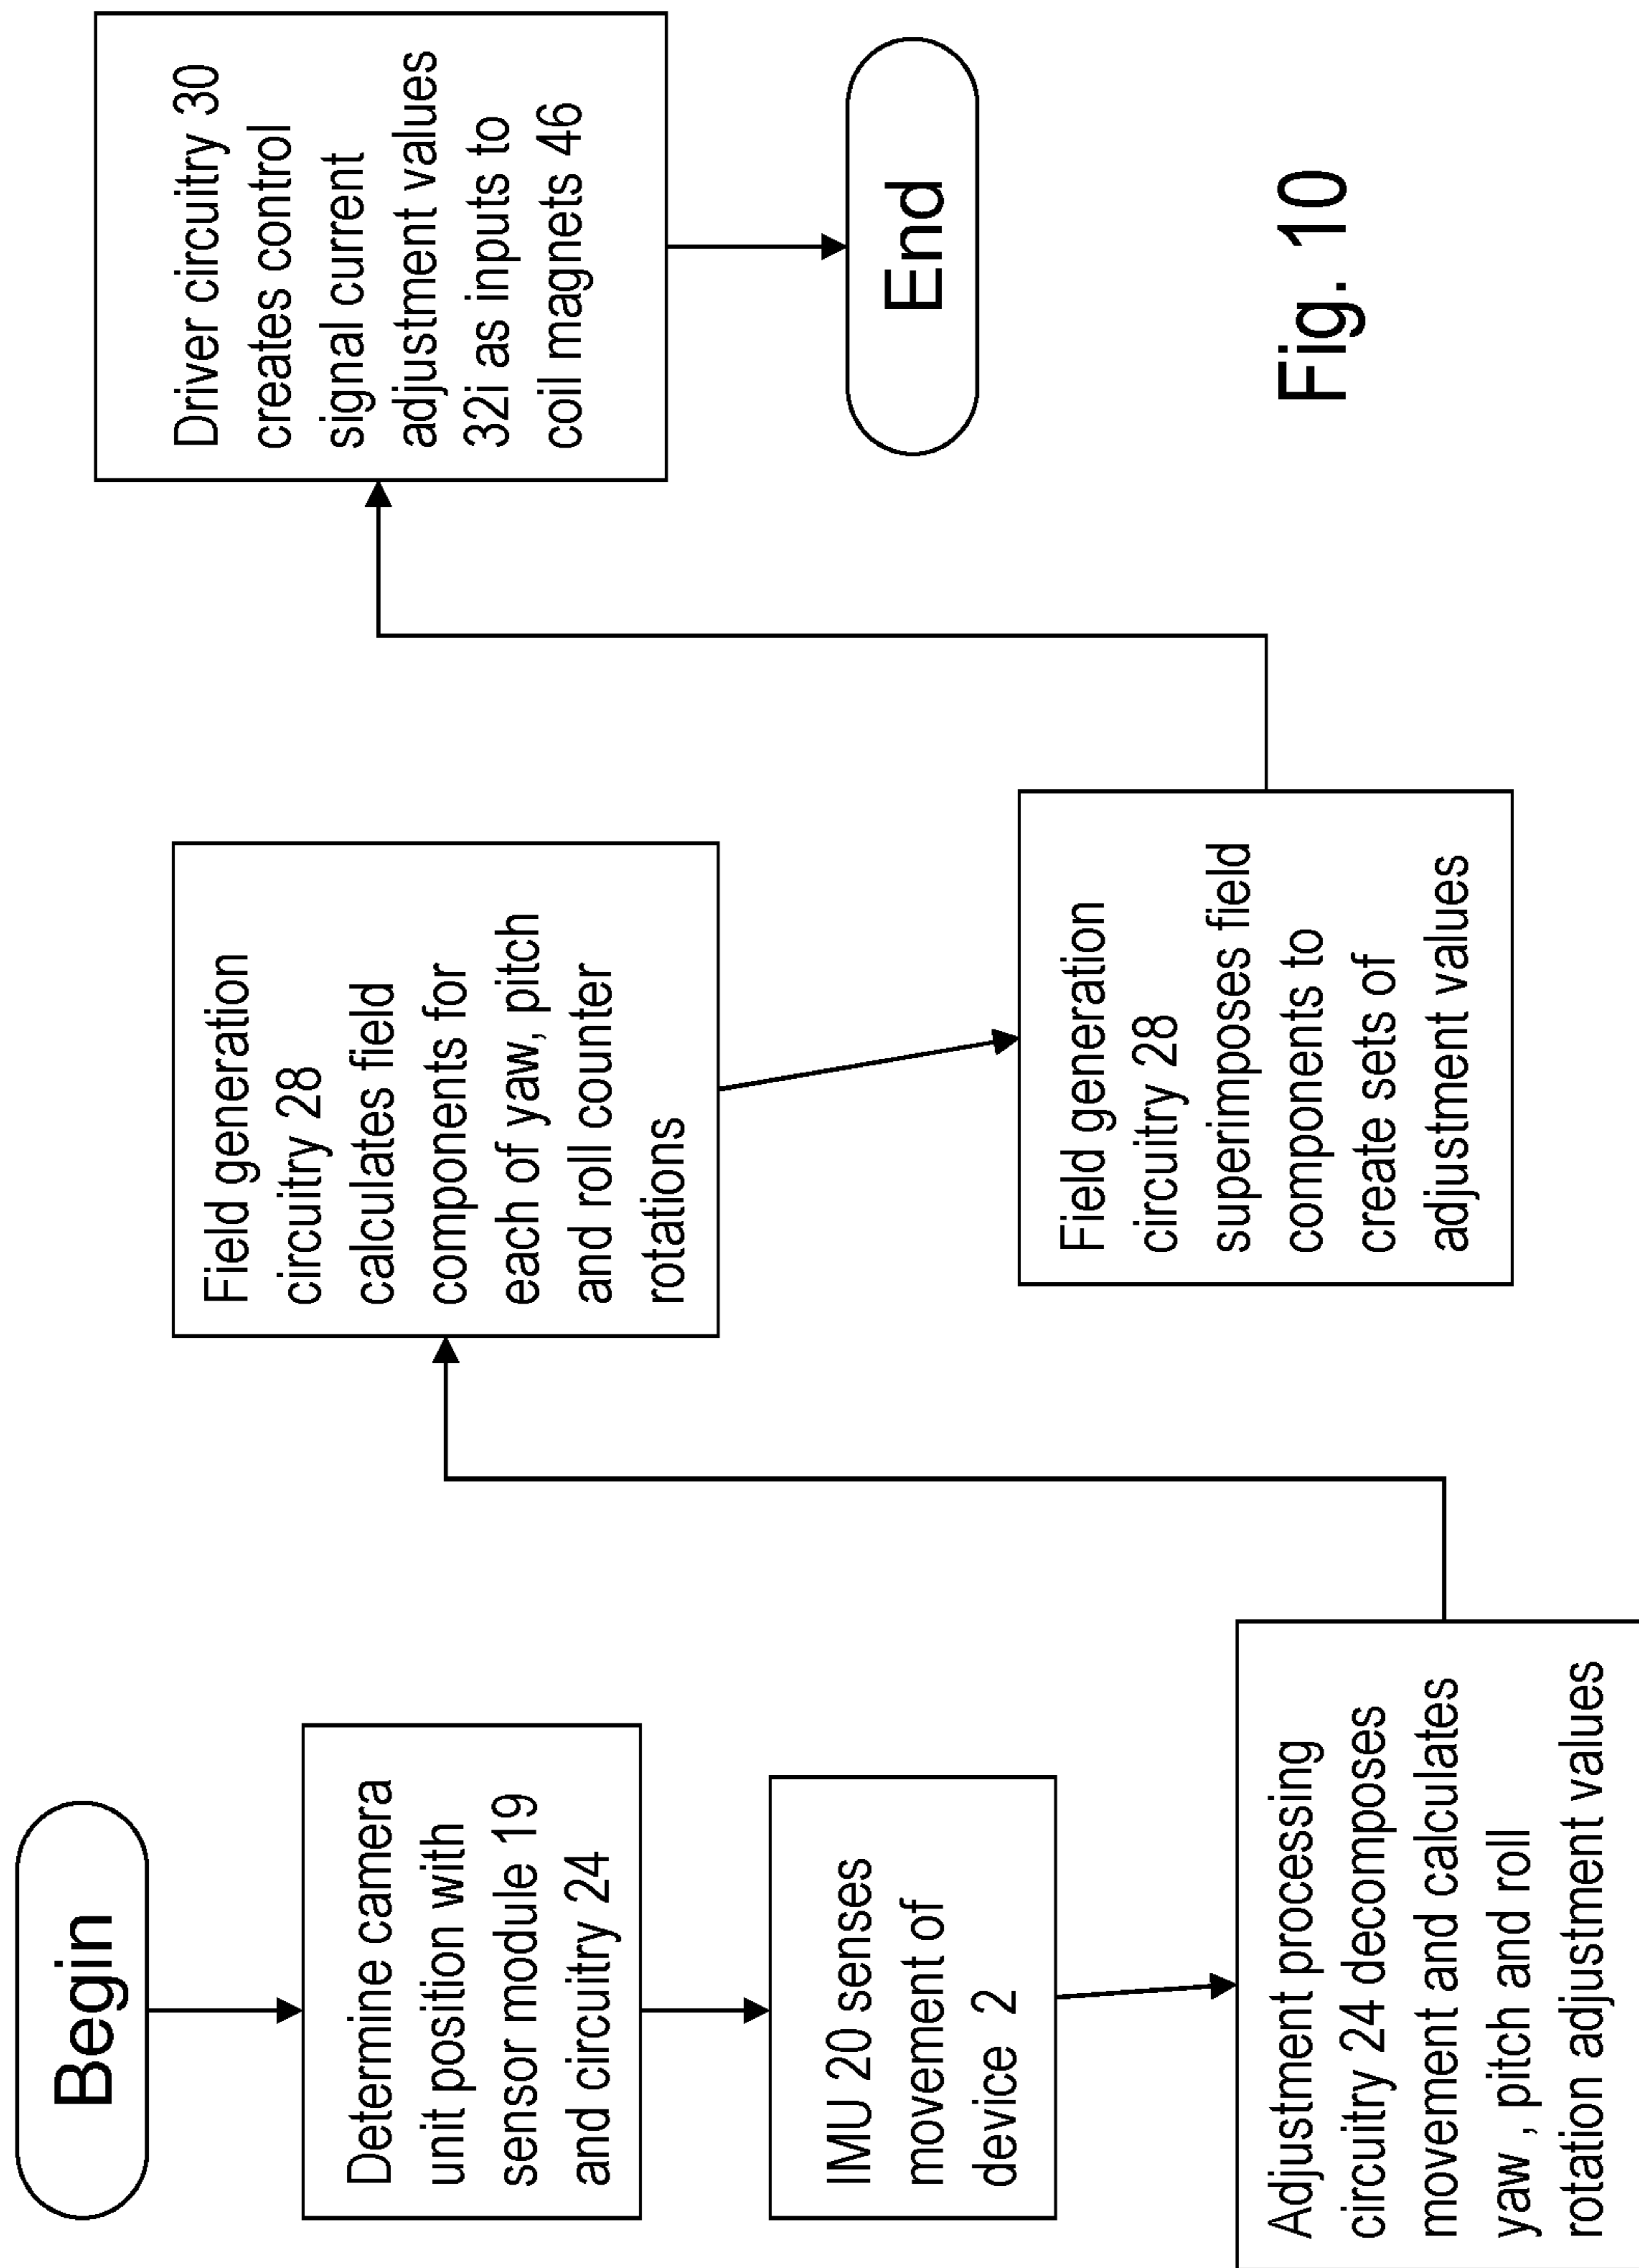 Begin
Determine camera
unit position with
sensor module 19
and circuitry 24
IMU 20 senses
movement of
device 2
Adjustment processing
circuitry 24 decomposes
movement and calculates
yaw , pitch and roll
rotation adjustment values
Field generation
circuitry 28
calculates field
components for
each of yaw, pitch
and roll counter
rotations
Field generation
circuitry 28
superimposes field
components to
create sets of
adjustment values
Driver circuitry 30
creates control
signal current
adjustment values
32i as inputs to
coil magnets 46
End
Fig. 10